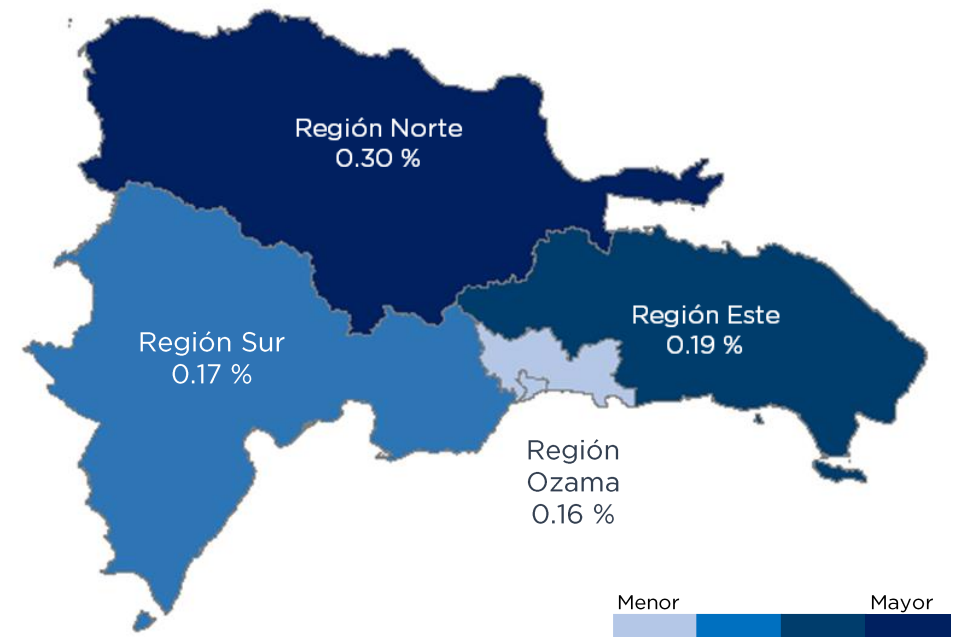 Región Norte
0.30 %
Región Este
0.19 %
Región Sur
0.17 %
Región
Ozama
0.16 %
Menor
Mayor